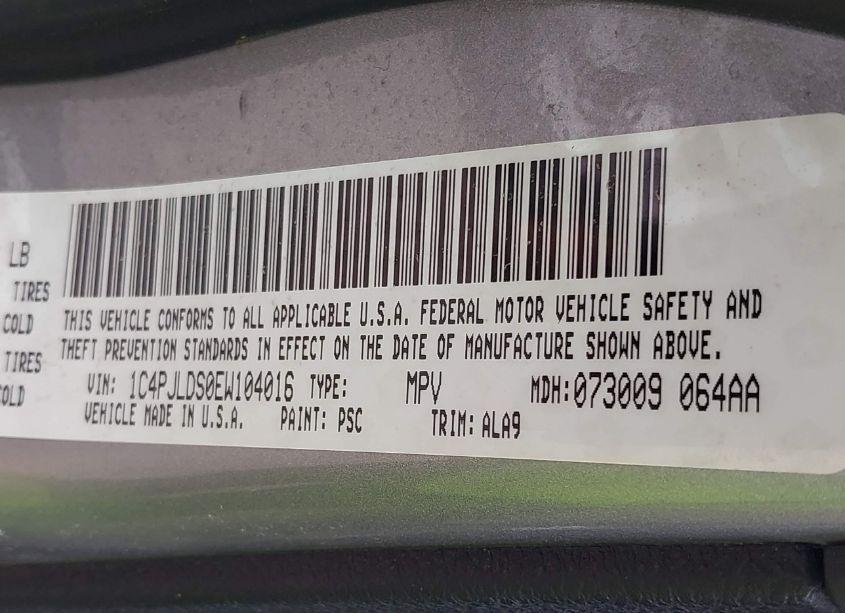 LB
TIRES
COLD
TIRES
COLD
THIS VEHICLE CONFORMS TO ALL APPLICABLE U.S.A. FEDERAL MOTOR VEHICLE SAFETY AND
THEFT PREVENTION STANDARDS IN EFFECT ON THE DATE OF MANUFACTURE SHOWN ABOVE.
VIN: 1C4PJLDS0EW104016 TYPE: MPV MDH:073009 064AA
VEHICLE MADE IN U.S.A. PAINT: PSC TRIM: ALA9